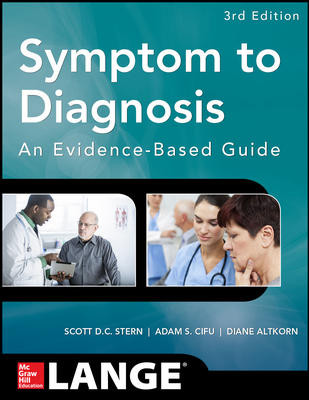 3rd Edition
Symptom to
Diagnosis
An Evidence-Based Guide
SCOTT D.C. STERN | ADAM S. CIFU | DIANE ALTKORN
Mc
Graw
Hill
Education
LANGE®